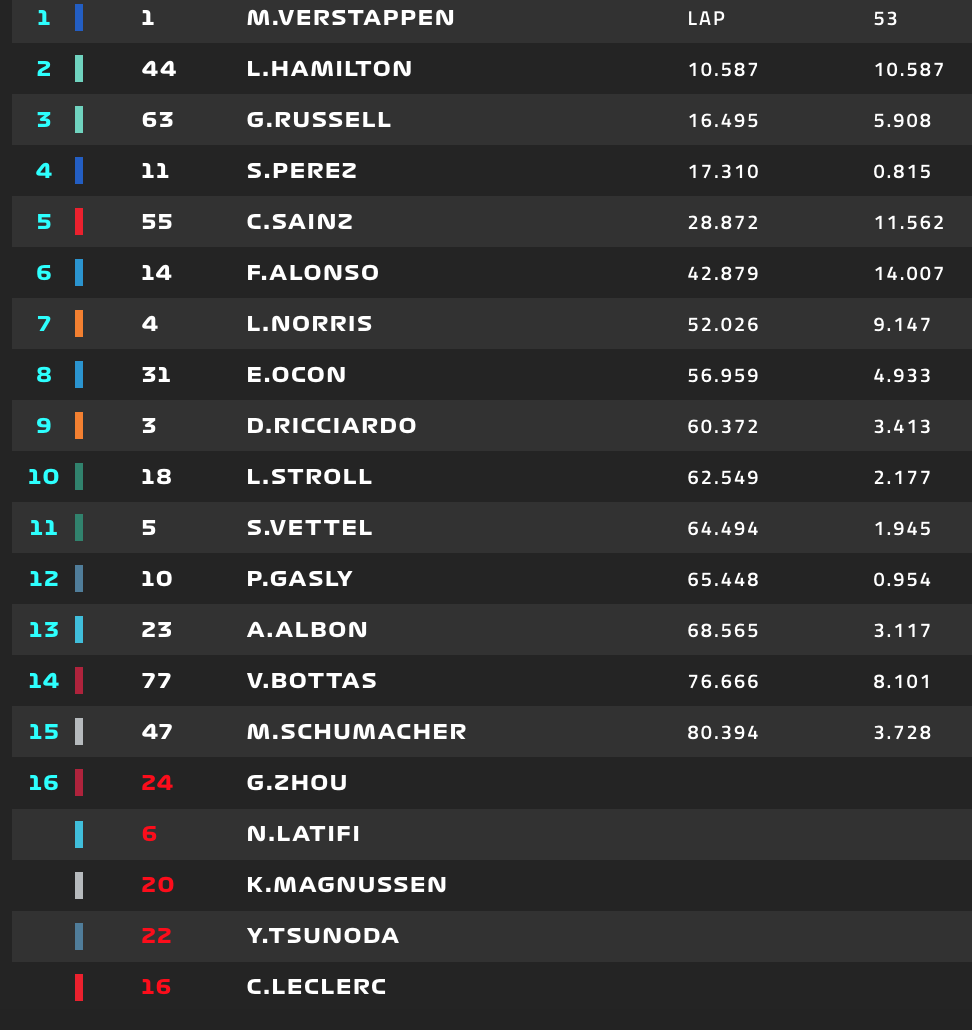 1 1 M.VERSTAPPEN LAP 53
2 44 L.HAMILTON 10.587 10.587
3 63 G.RUSSELL 16.495 5.908
4 11 S.PEREZ 17.310 0.815
5 55 C.SAINZ 28.872 11.562
6 14 F.ALONSO 42.879 14.007
7 4 L.NORRIS 52.026 9.147
8 31 E.OCON 56.959 4.933
9 3 D.RICCIARDO 60.372 3.413
10 18 L.STROLL 62.549 2.177
11 5 S.VETTEL 64.494 1.945
12 10 P.GASLY 65.448 0.954
13 23 A.ALBON 68.565 3.117
14 77 V.BOTTAS 76.666 8.101
15 47 M.SCHUMACHER 80.394 3.728
16 24 G.ZHOU
6 N.LATIFI
20 K.MAGNUSSEN
22 Y.TSUNODA
16 C.LECLERC